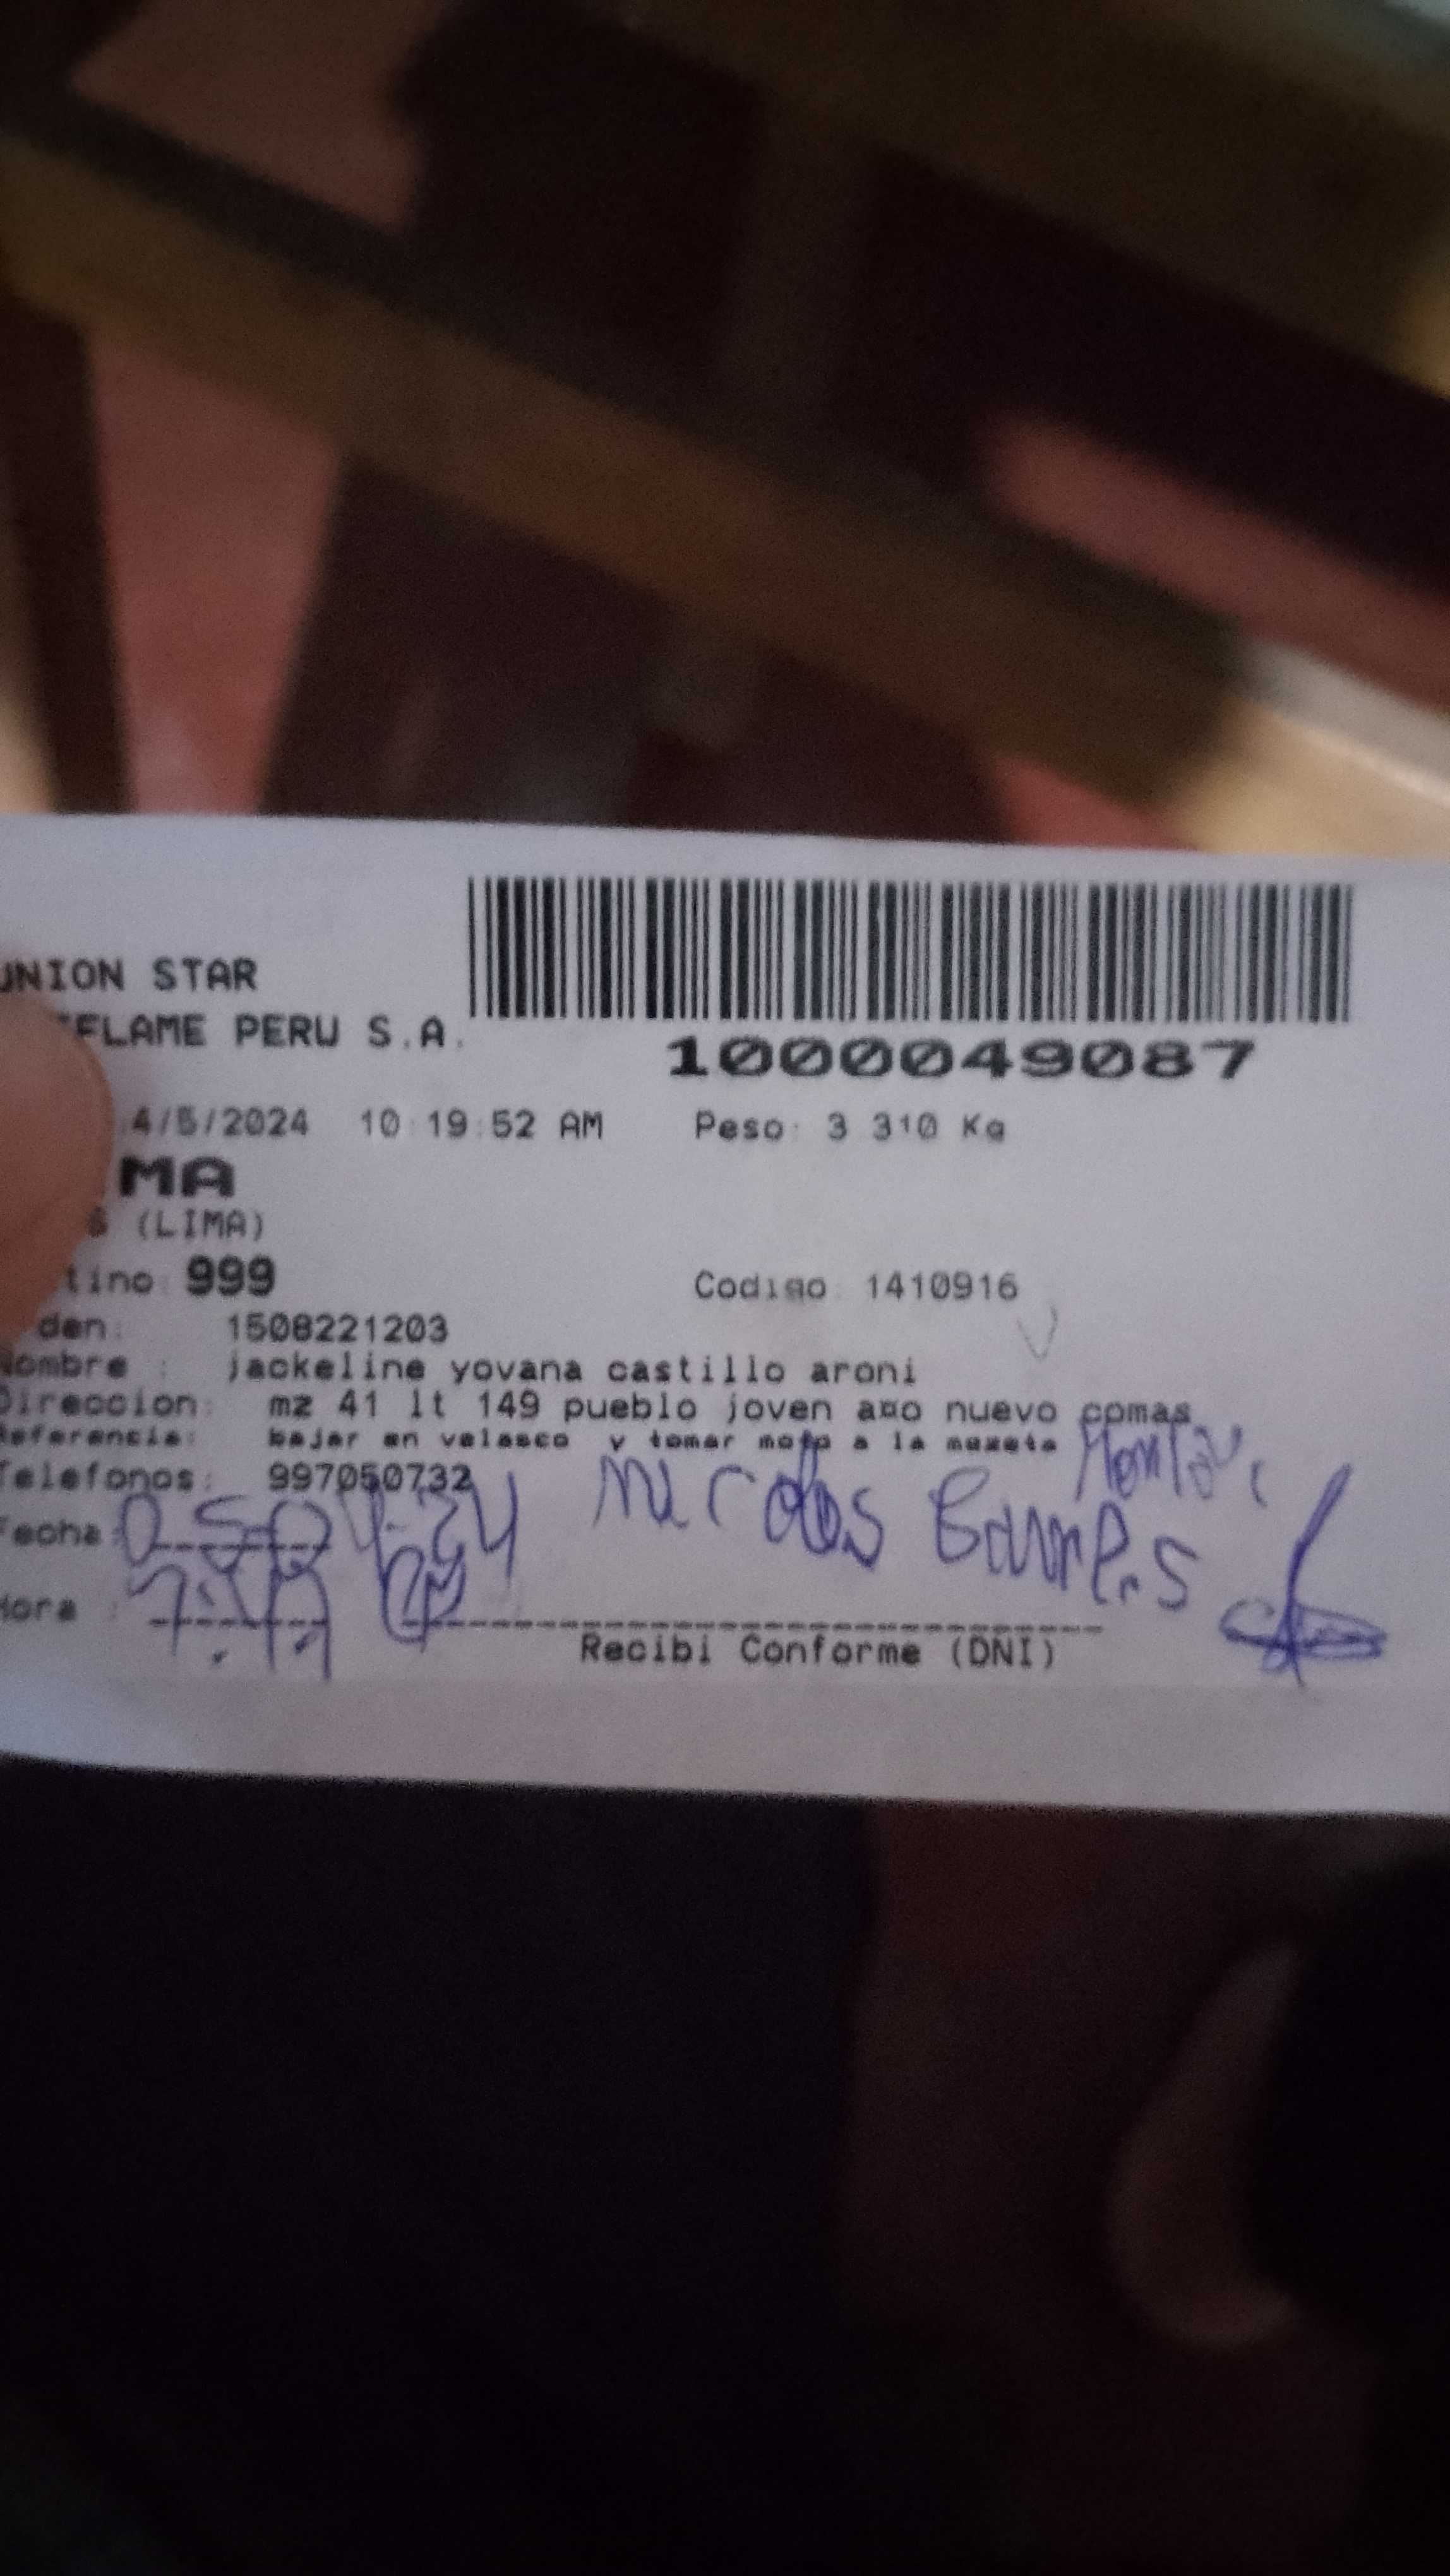 UNION STAR
FLAME PERU S.A.
1000049087
4/5/2024 10:19:52 AM Peso: 3 310 Kg
MA
S (LIMA)
tino: 999 Codigo: 1410916
den: 1508221203
Nombre : jackeline yovana castillo aroni
Direccion: mz 41 lt 149 pueblo joven a¤o nuevo comas
Referencia: bajar en velasco y tomar moto a la mezeta
Telefonos: 997050732
Fecha:
Hora :
Recibi Conforme (DNI)